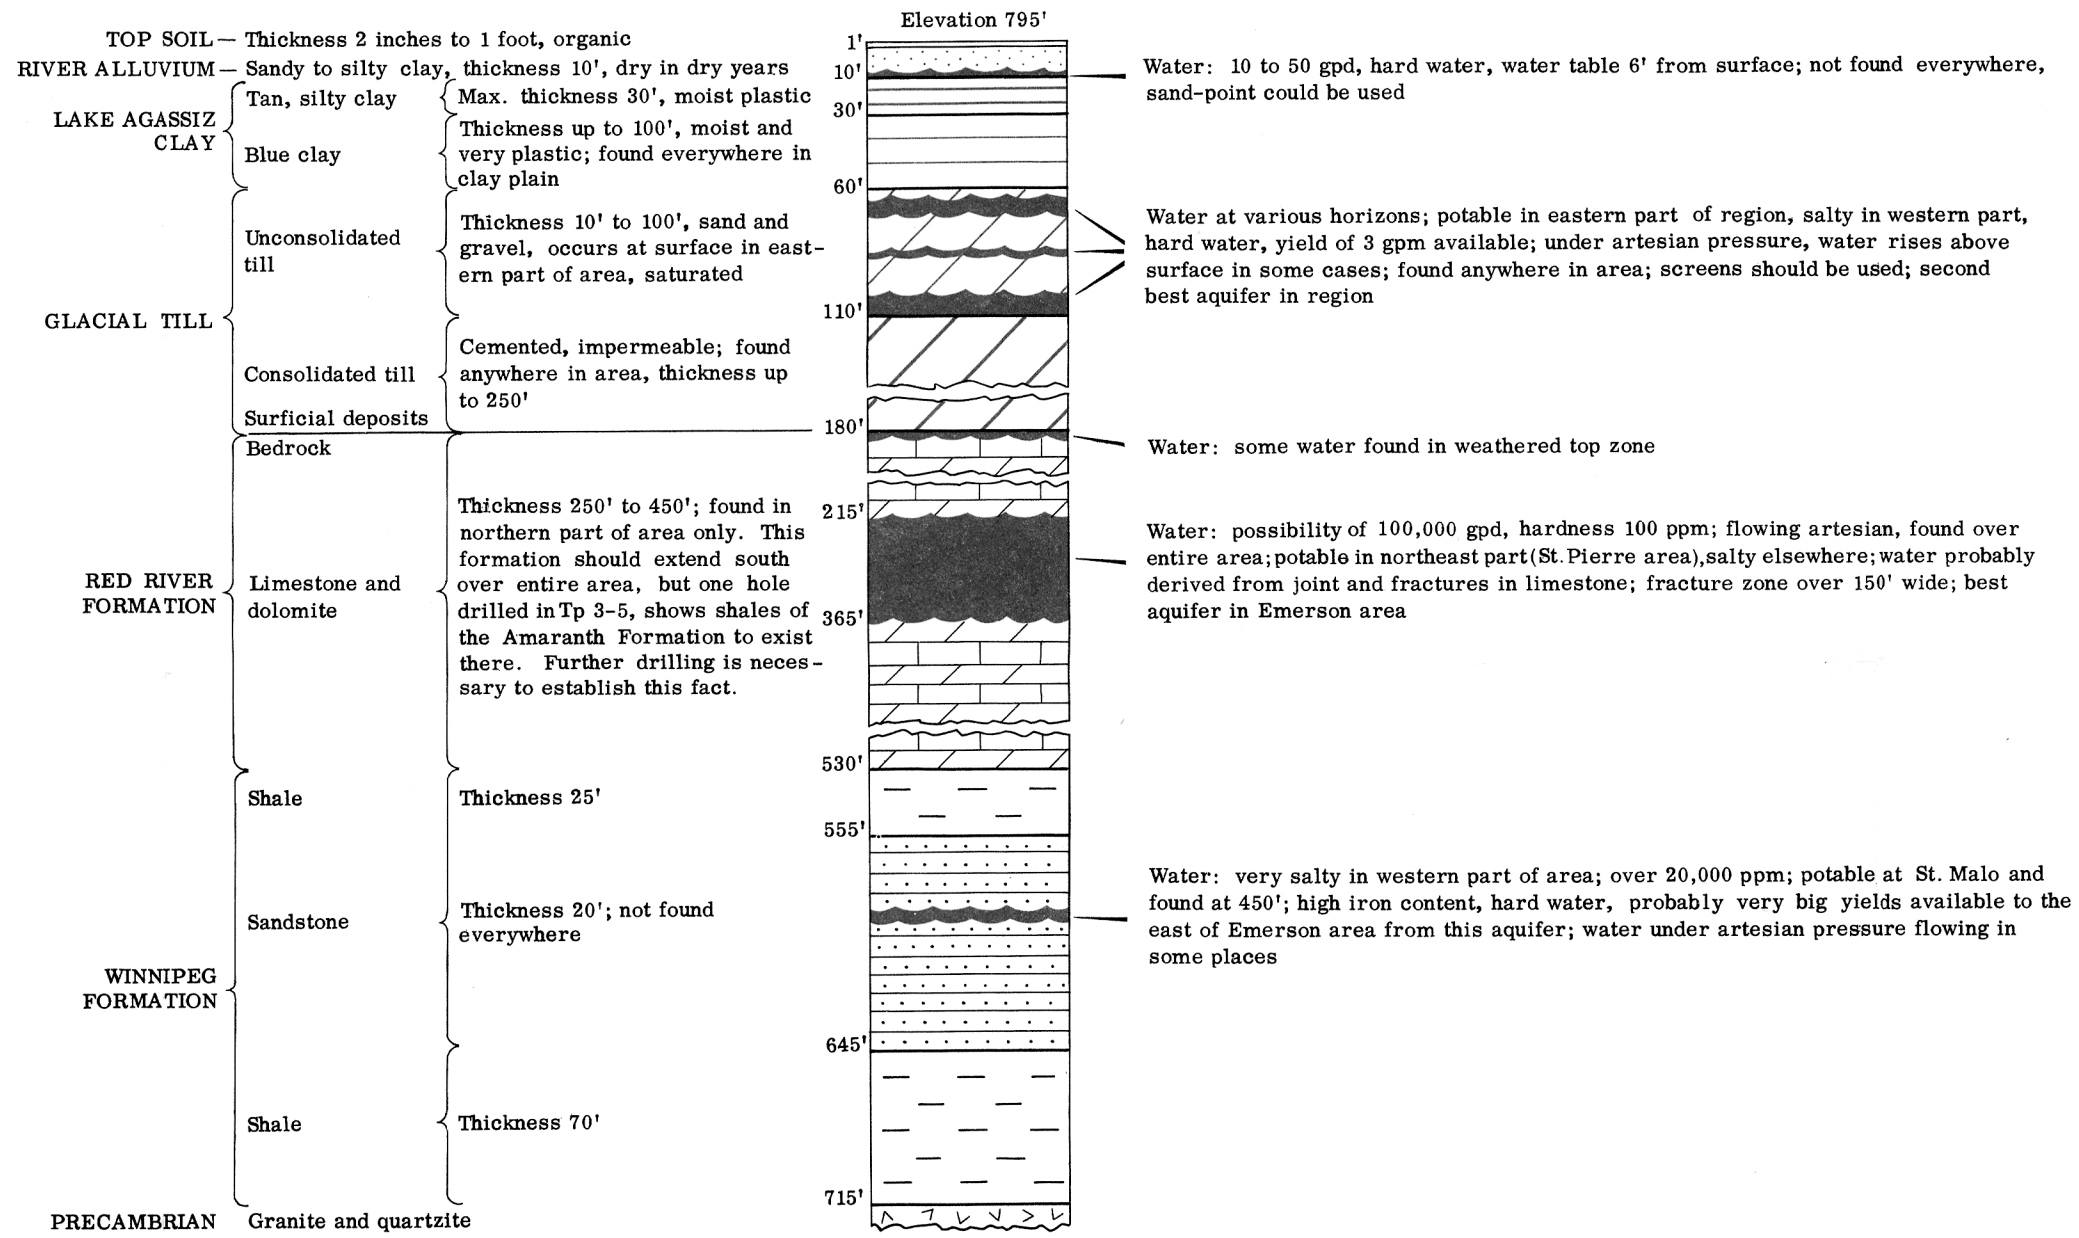 Elevation 795'
TOP SOIL — Thickness 2 inches to 1 foot, organic
1'
RIVER ALLUVIUM — Sandy to silty clay, thickness 10', dry in dry years
10'
Water: 10 to 50 gpd, hard water, water table 6' from surface; not found everywhere,
sand-point could be used
LAKE AGASSIZ
CLAY
Tan, silty clay
Max. thickness 30', moist plastic
30'
Blue clay
Thickness up to 100', moist and
very plastic; found everywhere in
clay plain
60'
GLACIAL TILL
Unconsolidated
till
Thickness 10' to 100', sand and
gravel, occurs at surface in east-
ern part of area, saturated
110'
Water at various horizons; potable in eastern part of region, salty in western part,
hard water, yield of 3 gpm available; under artesian pressure, water rises above
surface in some cases; found anywhere in area; screens should be used; second
best aquifer in region
Consolidated till
Cemented, impermeable; found
anywhere in area, thickness up
to 250'
Surficial deposits
180'
Bedrock
Water: some water found in weathered top zone
RED RIVER
FORMATION
Limestone and
dolomite
Thickness 250' to 450'; found in
northern part of area only. This
formation should extend south
over entire area, but one hole
drilled in Tp 3-5, shows shales of
the Amaranth Formation to exist
there. Further drilling is neces-
sary to establish this fact.
215'
365'
530'
Water: possibility of 100,000 gpd, hardness 100 ppm; flowing artesian, found over
entire area; potable in northeast part (St. Pierre area), salty elsewhere; water probably
derived from joint and fractures in limestone; fracture zone over 150' wide; best
aquifer in Emerson area
WINNIPEG
FORMATION
Shale
Thickness 25'
555'
Sandstone
Thickness 20'; not found
everywhere
Water: very salty in western part of area; over 20,000 ppm; potable at St. Malo and
found at 450'; high iron content, hard water, probably very big yields available to the
east of Emerson area from this aquifer; water under artesian pressure flowing in
some places
645'
Shale
Thickness 70'
715'
PRECAMBRIAN
Granite and quartzite